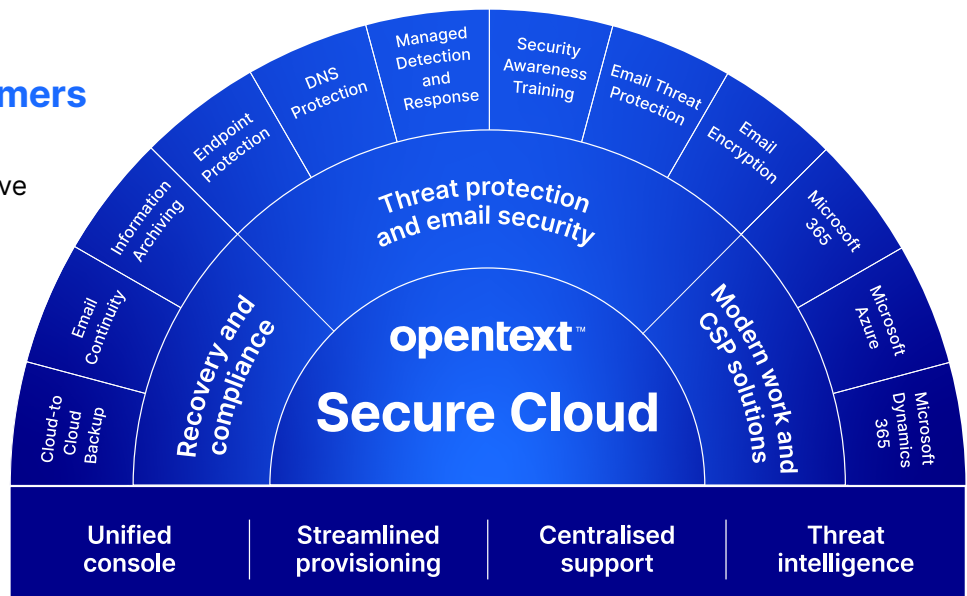 mers
ve
Cloud-to
Cloud
Backup
Email
Continuity
Information
Archiving
Endpoint
Protection
DNS
Protection
Managed
Detection
and
Response
Security
Awareness
Training
Email Threat
Protection
Email
Encryption
Microsoft
365
Microsoft
Azure
Microsoft
Dynamics
365
Recovery and
compliance
Threat protection
and email security
Modern work and
CSP solutions
opentext™
Secure Cloud
Unified
console
Streamlined
provisioning
Centralised
support
Threat
intelligence